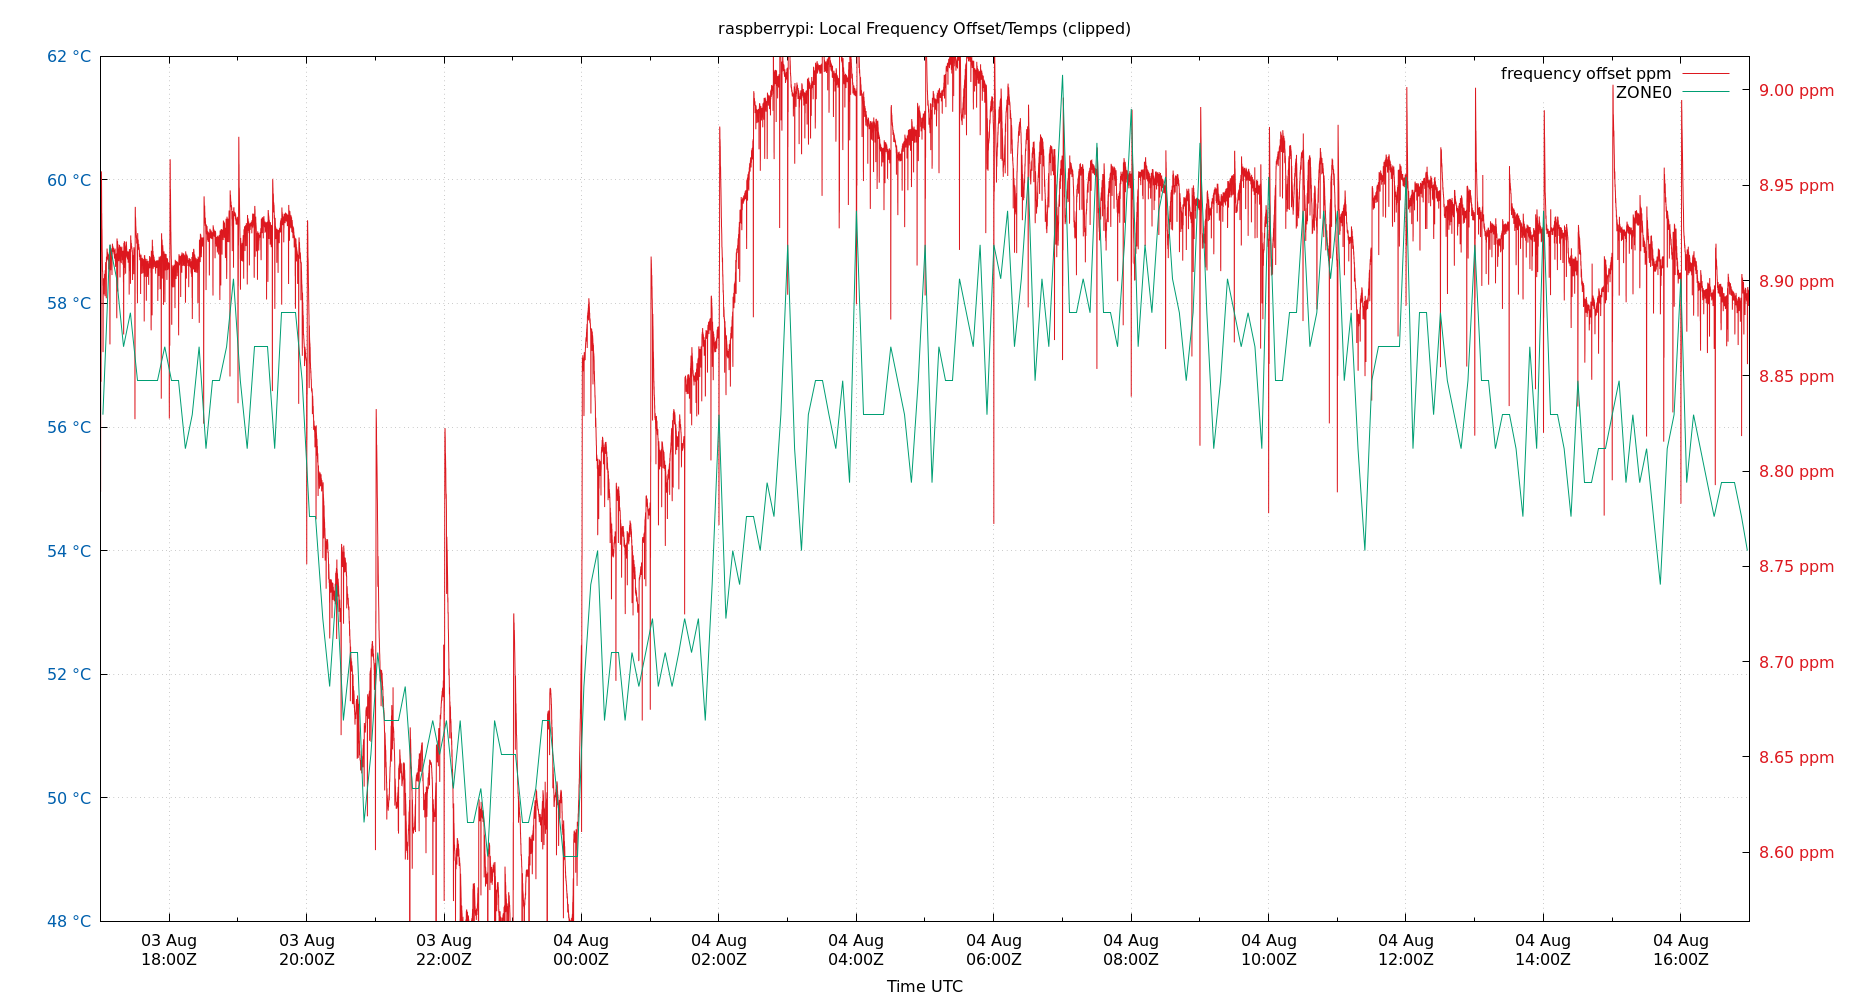 raspberrypi: Local Frequency Offset/Temps (clipped)
62 °C
60 °C
58 °C
56 °C
54 °C
52 °C
50 °C
48 °C
frequency offset ppm
ZONE0
9.00 ppm
8.95 ppm
8.90 ppm
8.85 ppm
8.80 ppm
8.75 ppm
8.70 ppm
8.65 ppm
8.60 ppm
03 Aug 03 Aug 03 Aug 04 Aug 04 Aug 04 Aug 04 Aug 04 Aug 04 Aug 04 Aug 04 Aug 04 Aug
18:00Z 20:00Z 22:00Z 00:00Z 02:00Z 04:00Z 06:00Z 08:00Z 10:00Z 12:00Z 14:00Z 16:00Z
Time UTC